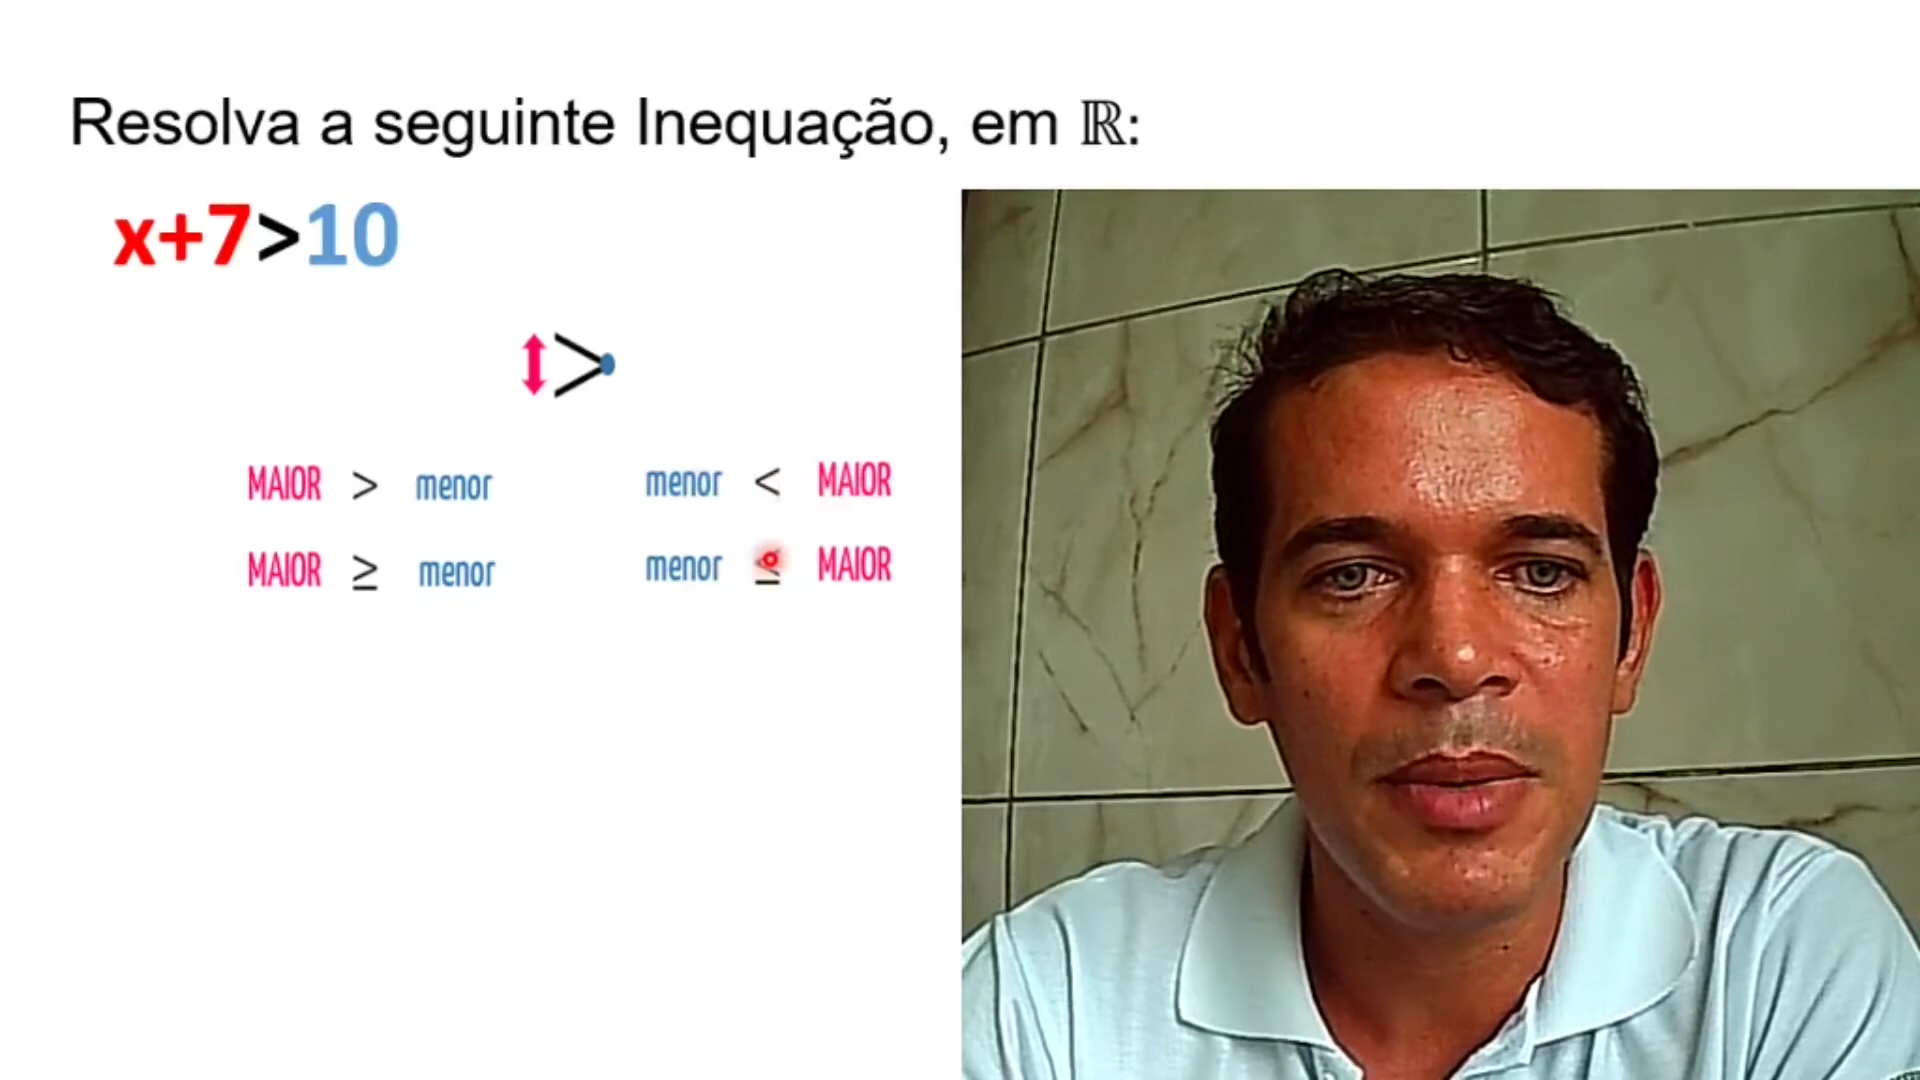 Resolva a seguinte Inequação, em ℝ:
x+7>10
>
MAIOR > menor menor < MAIOR
MAIOR ≥ menor menor ≤ MAIOR